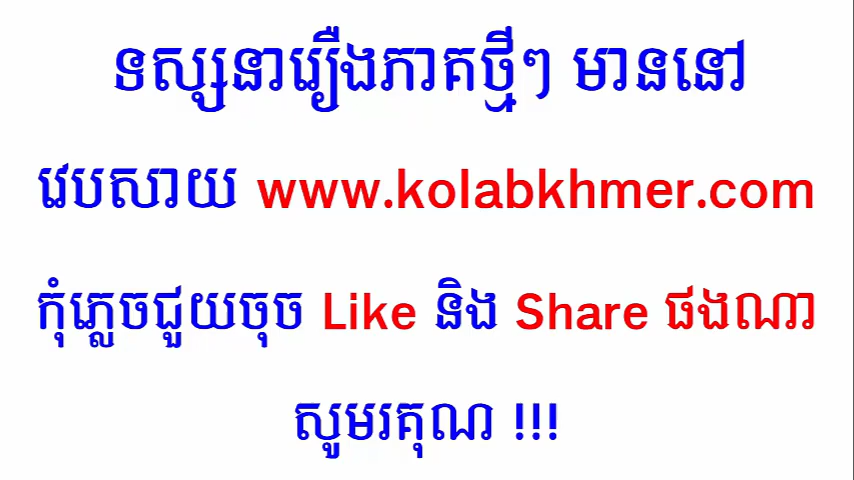 ទស្សនារឿងភាគថ្មីៗ មាននៅ
វេបសាយ www.kolabkhmer.com
កុំភ្លេចជួយចុច Like និង Share ផងណា
សូមរគុណ !!!